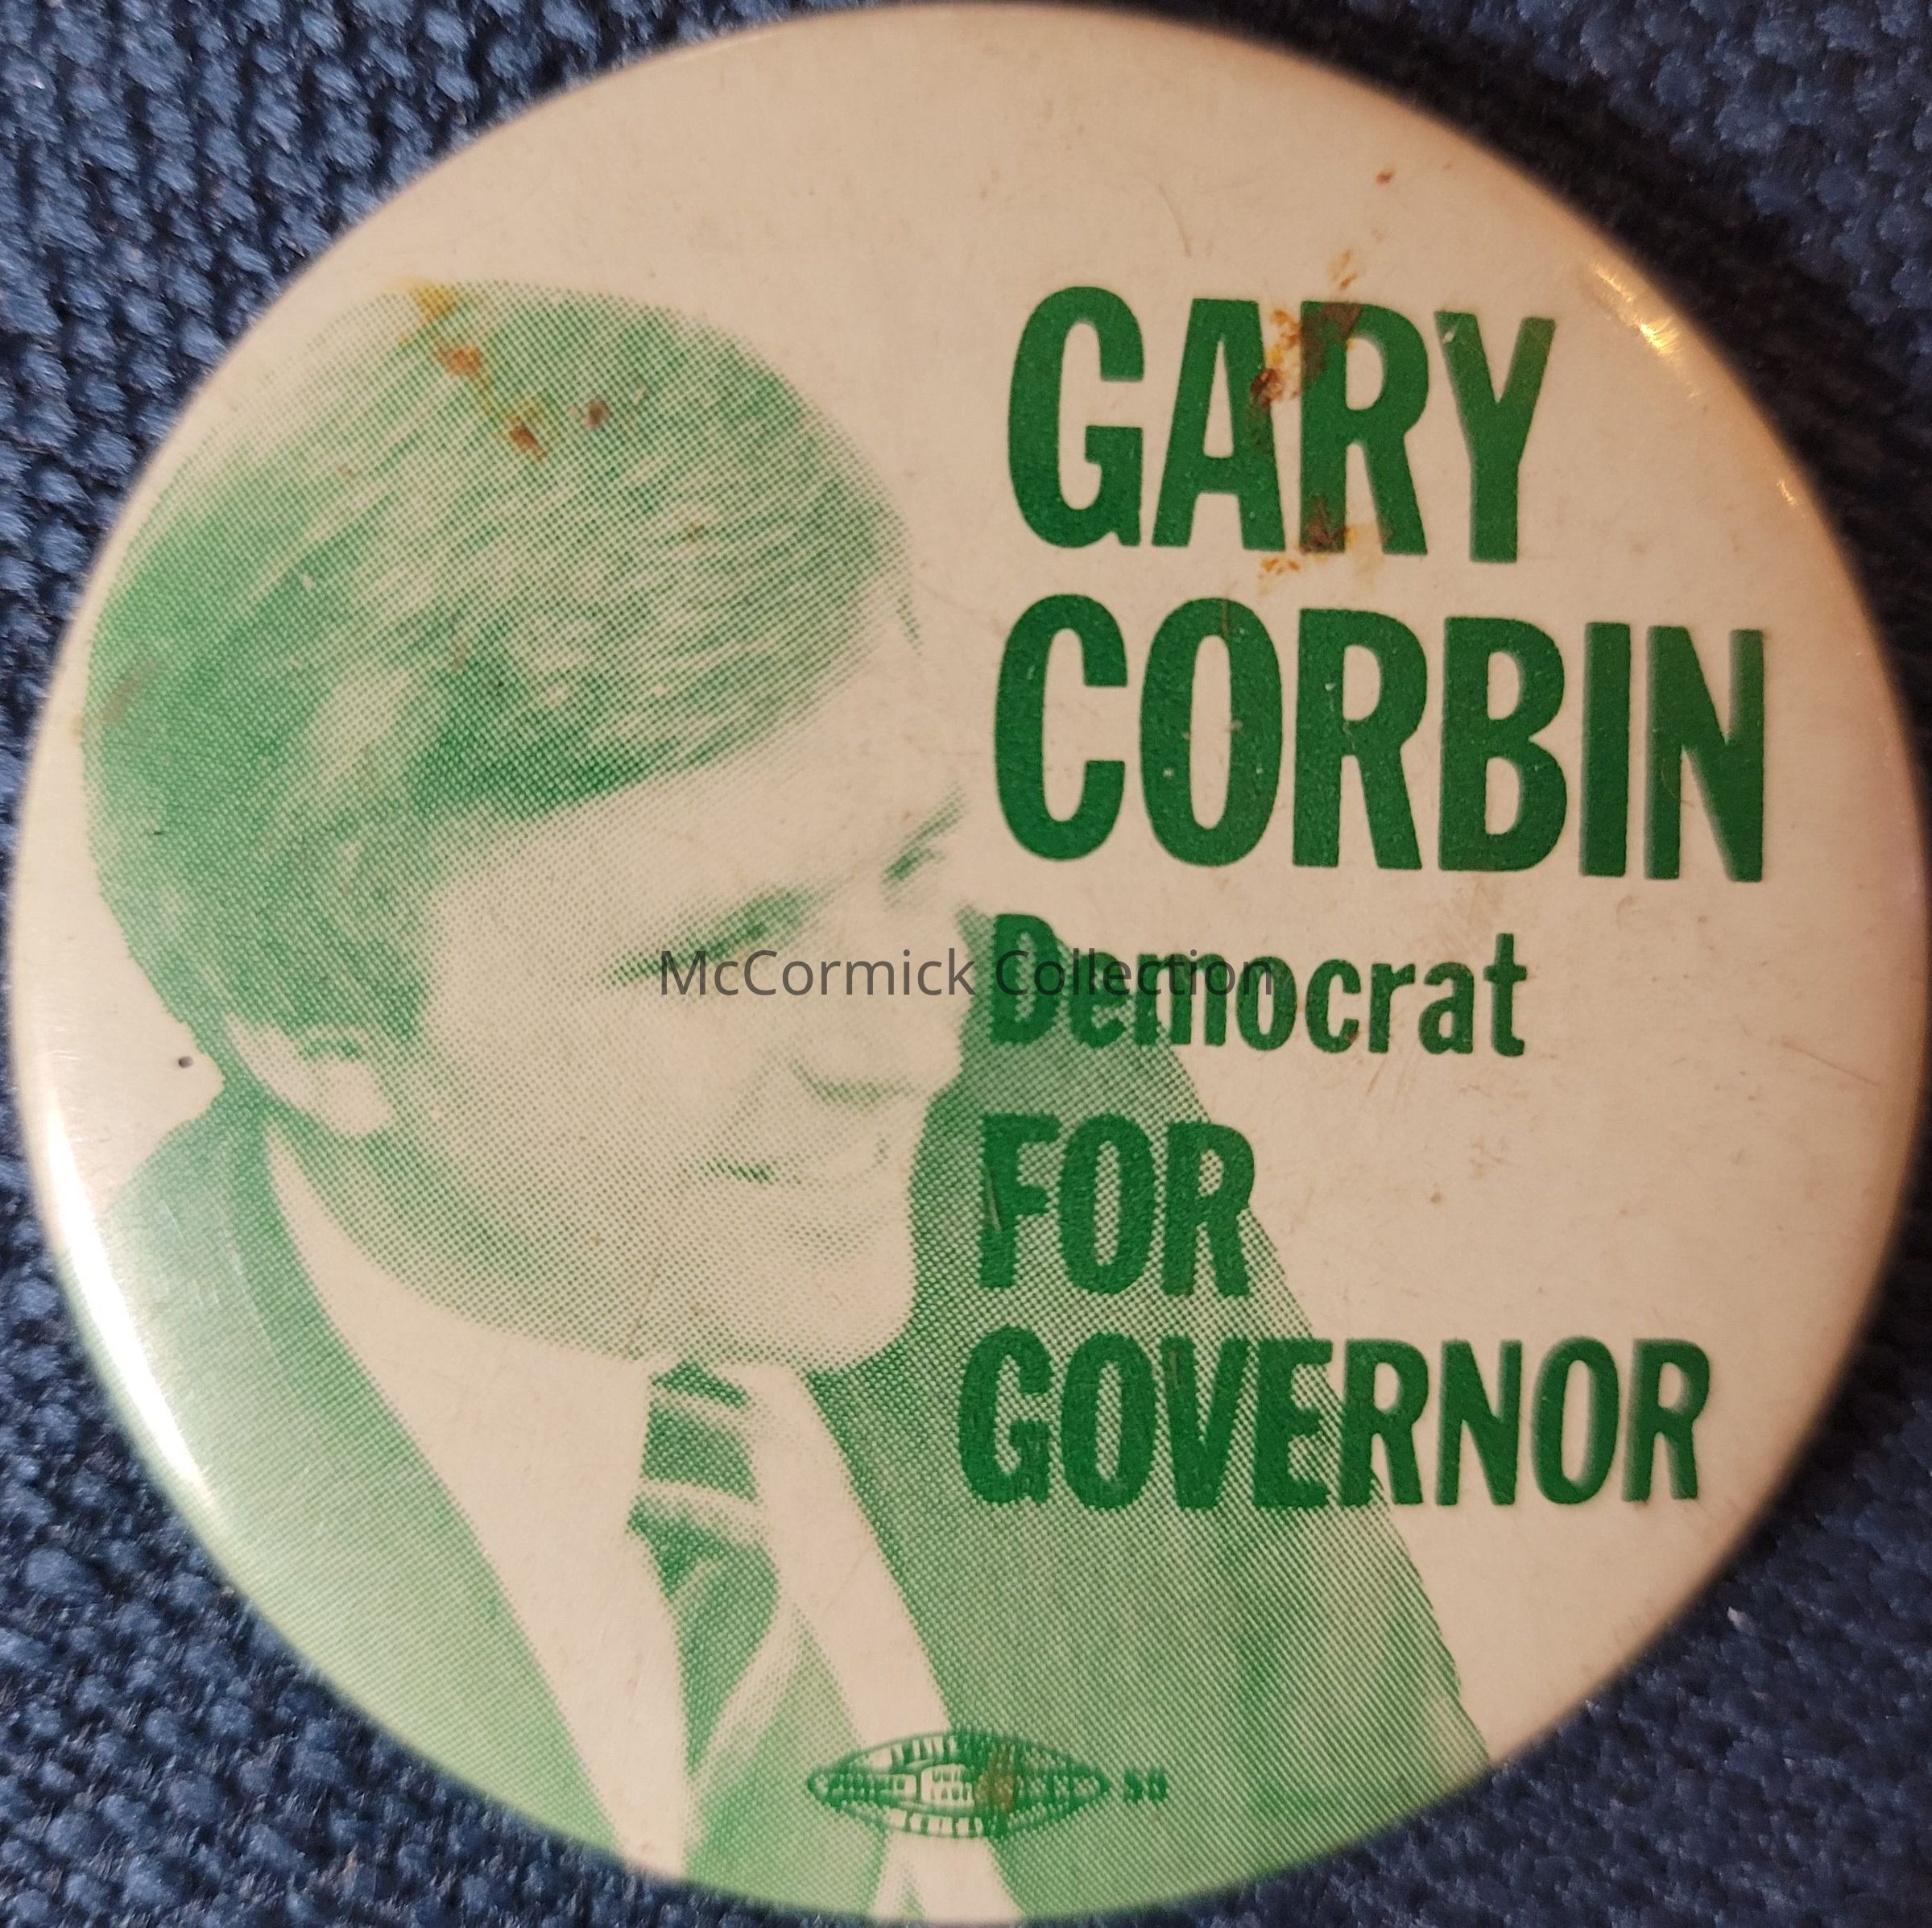 GARY
CORBIN
Democrat
McCormick Collection
FOR
GOVERNOR